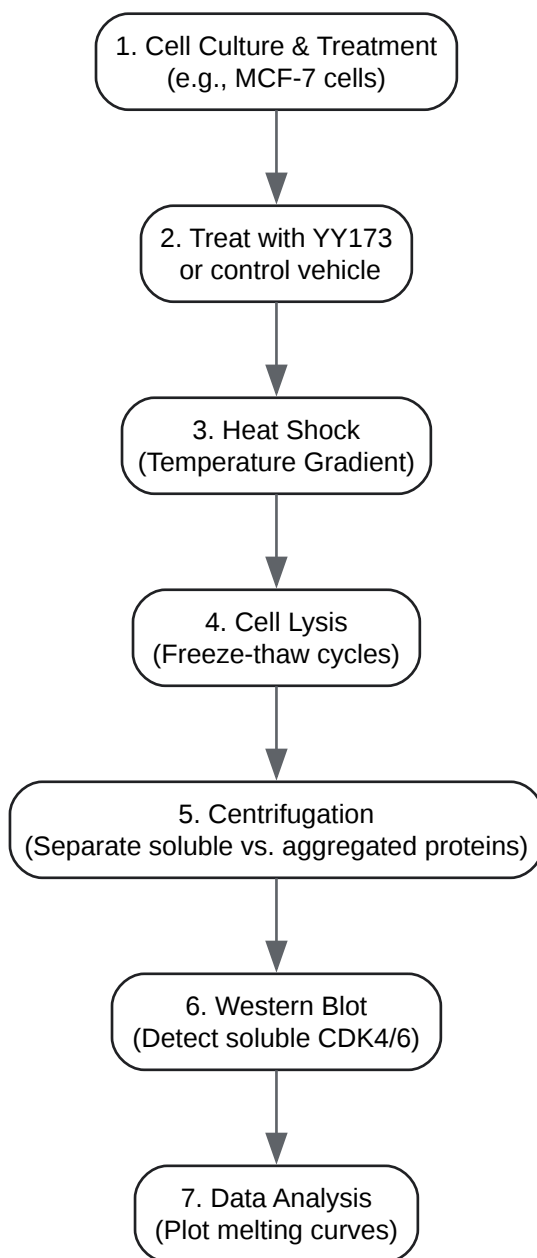 1. Cell Culture & Treatment
(e.g., MCF-7 cells)
2. Treat with YY173
or control vehicle
3. Heat Shock
(Temperature Gradient)
4. Cell Lysis
(Freeze-thaw cycles)
5. Centrifugation
(Separate soluble vs. aggregated proteins)
6. Western Blot
(Detect soluble CDK4/6)
7. Data Analysis
(Plot melting curves)